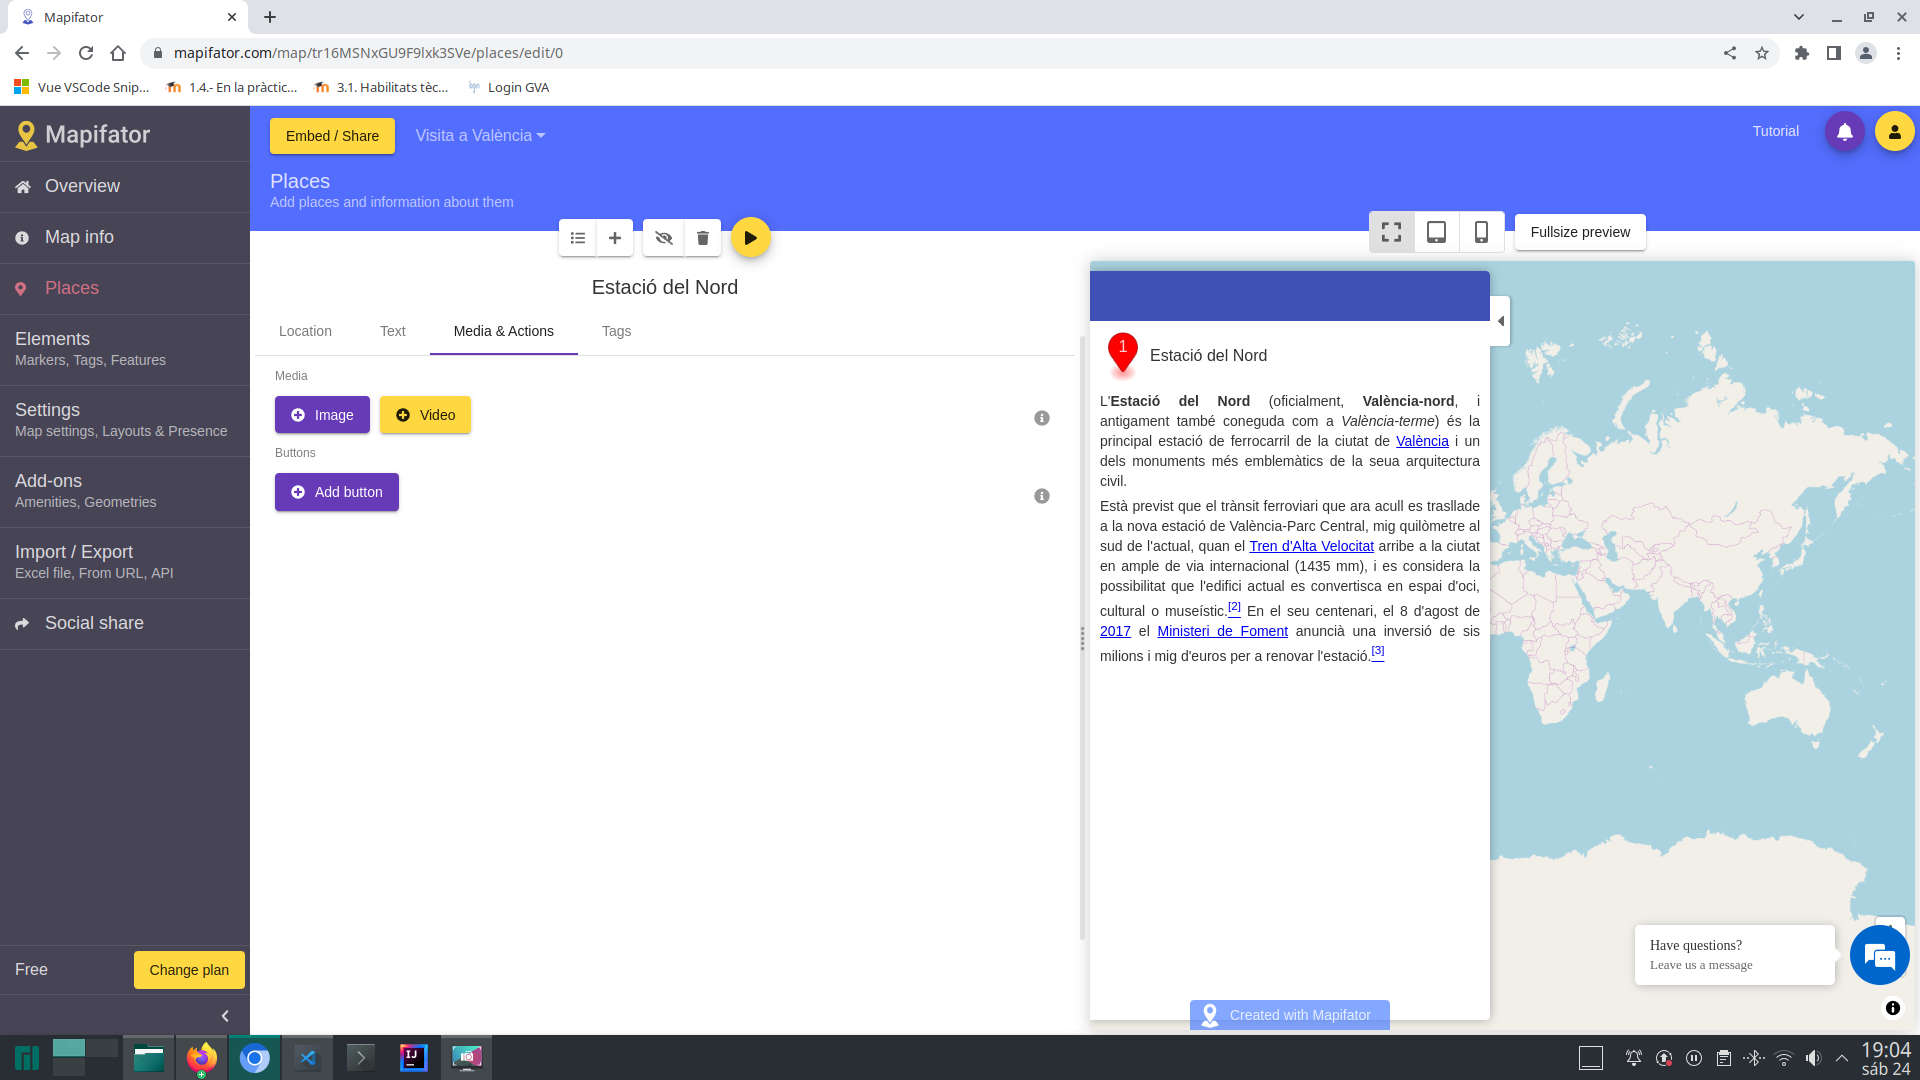 Mapifator
mapifator.com/map/tr16MSNxGU9F9lxk3SVe/places/edit/0
Vue VSCode Snip...
1.4.- En la pràctic...
3.1. Habilitats tèc...
Login GVA
Mapifator
Overview
Map info
Places
Elements
Markers, Tags, Features
Settings
Map settings, Layouts & Presence
Add-ons
Amenities, Geometries
Import / Export
Excel file, From URL, API
Social share
Free
Change plan
Embed / Share
Visita a València
Tutorial
Places
Add places and information about them
Fullsize preview
Estació del Nord
Location
Text
Media & Actions
Tags
Media
Image
Video
Buttons
Add button
1
Estació del Nord
L'Estació del Nord (oficialment, València-nord, i
antigament també coneguda com a València-terme) és la
principal estació de ferrocarril de la ciutat de València i un
dels monuments més emblemàtics de la seua arquitectura
civil.
Està previst que el trànsit ferroviari que ara acull es trasllade
a la nova estació de València-Parc Central, mig quilòmetre al
sud de l'actual, quan el Tren d'Alta Velocitat arribe a la ciutat
en ample de via internacional (1435 mm), i es considera la
possibilitat que l'edifici actual es convertisca en espai d'oci,
cultural o museístic.[2] En el seu centenari, el 8 d'agost de
2017 el Ministeri de Foment anuncià una inversió de sis
milions i mig d'euros per a renovar l'estació.[3]
Created with Mapifator
Have questions?
Leave us a message
IJ
19:04
sáb 24